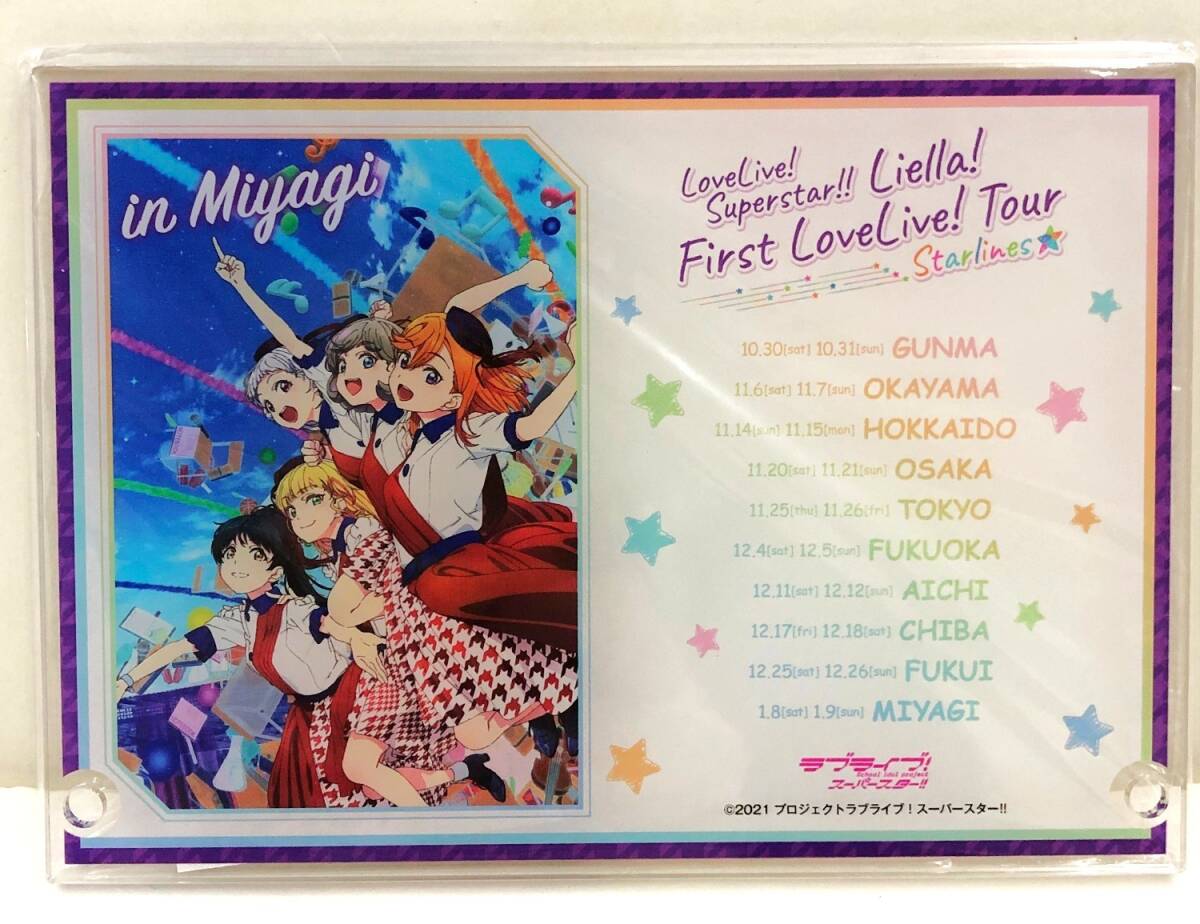 in Miyagi
LoveLive!
Superstar!! Liella!
First LoveLive! Tour
Starlines
10.30[sat] 10.31[sun] GUNMA
11.6[sat] 11.7[sun] OKAYAMA
11.14[sun] 11.15[mon] HOKKAIDO
11.20[sat] 11.21[sun] OSAKA
11.25[thu] 11.26[fri] TOKYO
12.4[sat] 12.5[sun] FUKUOKA
12.11[sat] 12.12[sun] AICHI
12.17[fri] 12.18[sat] CHIBA
12.25[sat] 12.26[sun] FUKUI
1.8[sat] 1.9[sun] MIYAGI
ラブライブ!
School idol project
スーパースター!!
©2021 プロジェクトラブライブ！スーパースター!!